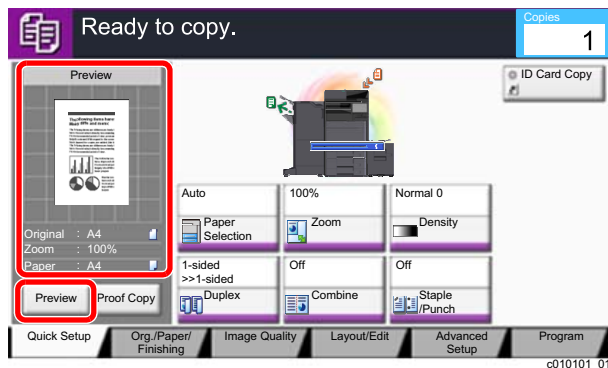 Ready to copy.
Copies
1
Preview
Original : A4
Zoom : 100%
Paper : A4
Preview
Proof Copy
ID Card Copy
Auto
Paper
Selection
100%
Zoom
Normal 0
Density
1-sided
>>1-sided
Duplex
Off
Combine
Off
Staple
/Punch
Quick Setup
Org./Paper/
Finishing
Image Quality
Layout/Edit
Advanced
Setup
Program
c010101_01